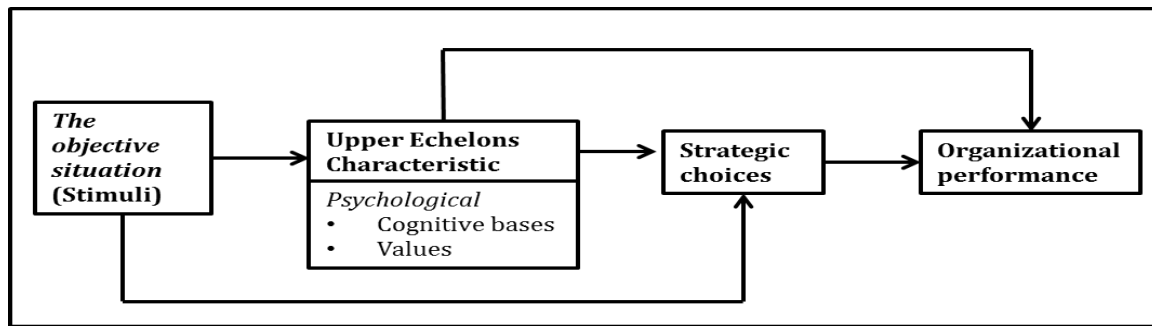 The
objective
situation
(Stimuli)
Upper Echelons
Characteristic
Psychological
• Cognitive bases
• Values
Strategic
choices
Organizational
performance